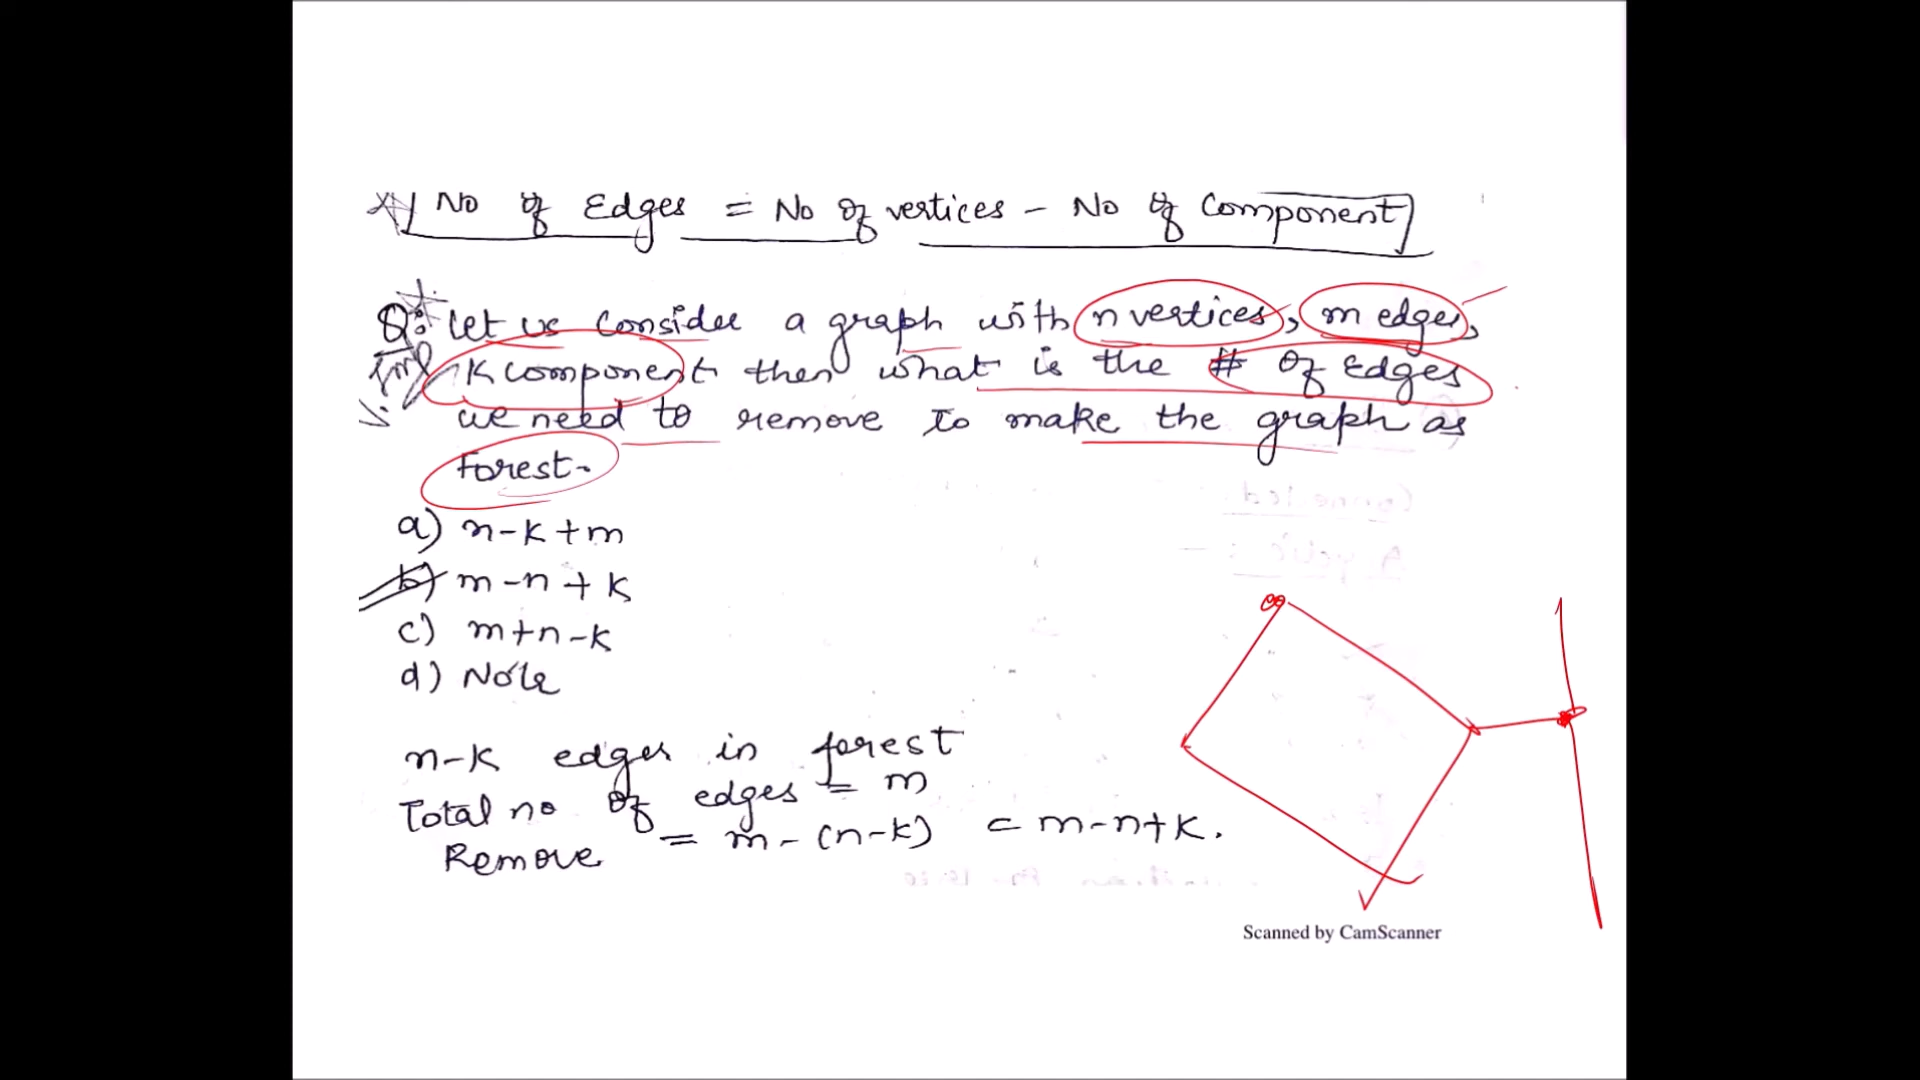 No of Edges = No of vertices - No of Component
Q: Let us consider a graph with n vertices, m edges,
K component then what is the # of Edges
we need to remove to make the graph as
Forest.
a) n-k+m
b) m-n+k
c) m+n-k
d) None
n-k edges in forest
Total no of edges = m
Remove = m-(n-k) = m-n+k.
Scanned by CamScanner